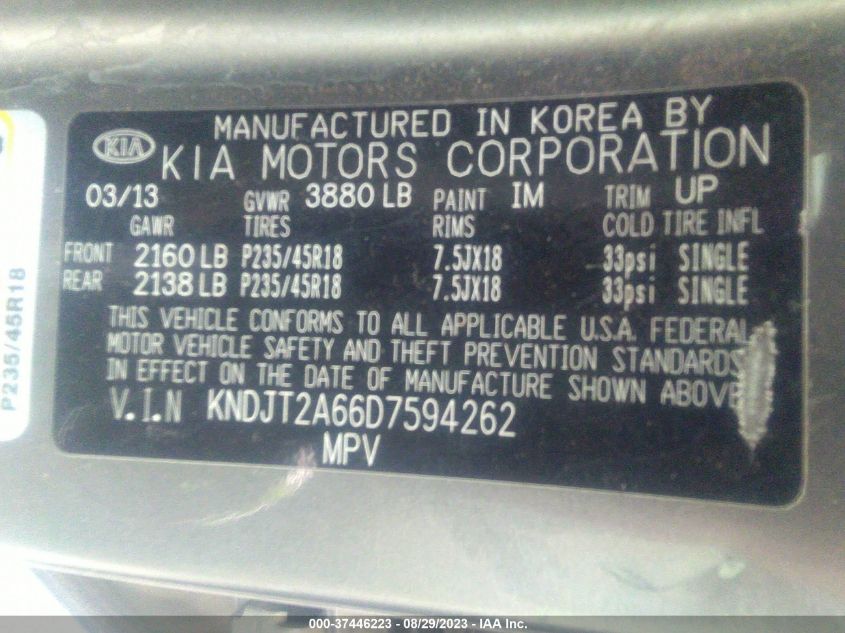 MANUFACTURED IN KOREA BY
KIA KIA MOTORS CORPORATION
03/13 GVWR 3880 LB PAINT IM TRIM UP
GAWR TIRES RIMS COLD TIRE INFL
FRONT 2160 LB P235/45R18 7.5JX18 33psi SINGLE
REAR 2138 LB P235/45R18 7.5JX18 33psi SINGLE
THIS VEHICLE CONFORMS TO ALL APPLICABLE U.S.A. FEDERAL
MOTOR VEHICLE SAFETY AND THEFT PREVENTION STANDARDS
IN EFFECT ON THE DATE OF MANUFACTURE SHOWN ABOVE
V.I.N KNDJT2A66D7594262
MPV
P235/45R18
000-37446223 - 08/29/2023 - IAA Inc.